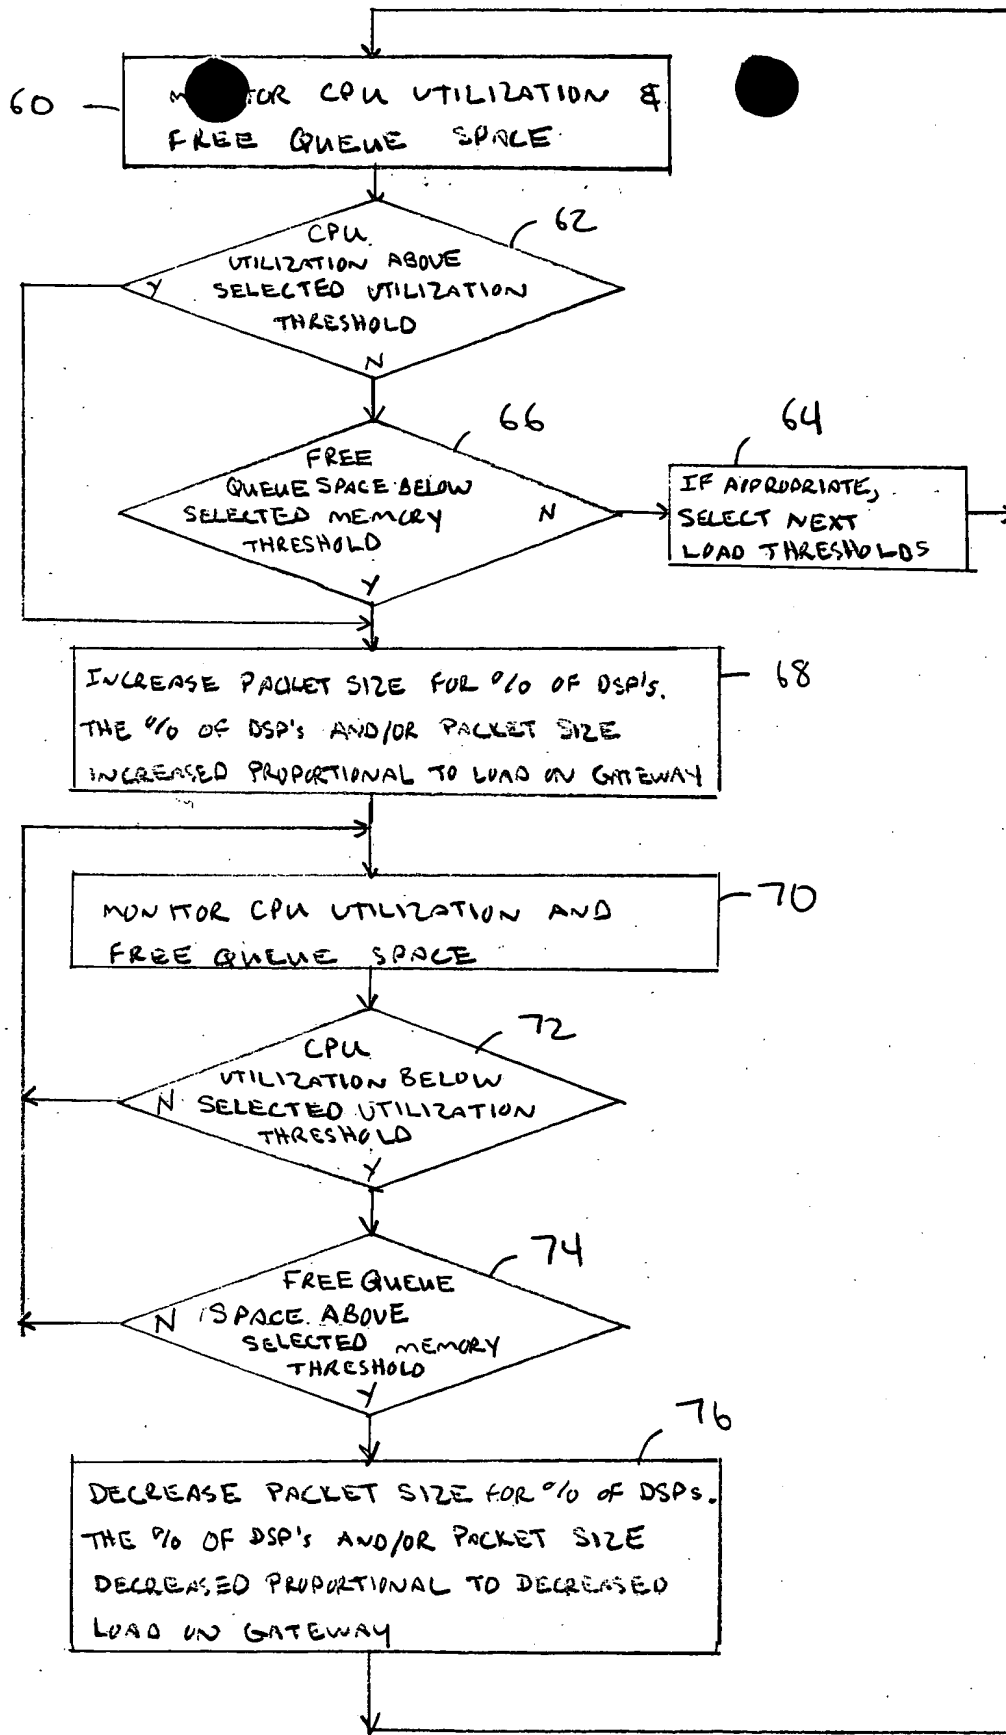 60
CPU UTILIZATION &
FREE QUEUE SPACE
62
CPU
UTILIZATION ABOVE
Y
SELECTED UTILIZATION
THRESHOLD
N
66
FREE
QUEUE SPACE BELOW
SELECTED MEMORY
N
THRESHOLD
Y
64
IF APPROPRIATE,
SELECT NEXT
LOAD THRESHOLDS
68
INCREASE PACKET SIZE FOR % OF DSP's.
THE % OF DSP's AND/OR PACKET SIZE
INCREASED PROPORTIONAL TO LOAD ON GATEWAY
70
MONITOR CPU UTILIZATION AND
FREE QUEUE SPACE
72
CPU
UTILIZATION BELOW
N
SELECTED UTILIZATION
THRESHOLD
Y
74
FREE QUEUE
N
SPACE ABOVE
SELECTED MEMORY
THRESHOLD
Y
76
DECREASE PACKET SIZE FOR % OF DSPs.
THE % OF DSP's AND/OR PACKET SIZE
DECREASED PROPORTIONAL TO DECREASED
LOAD ON GATEWAY